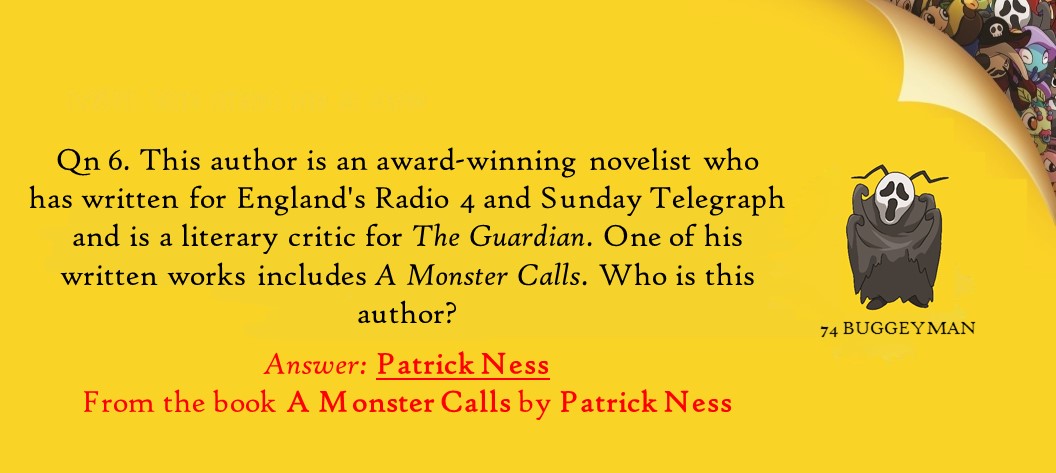 Qn 6. This author is an award-winning novelist who
has written for England's Radio 4 and Sunday Telegraph
and is a literary critic for The Guardian. One of his
written works includes A Monster Calls. Who is this
author?
Answer: Patrick Ness
From the book A Monster Calls by Patrick Ness
74 BUGGEYMAN